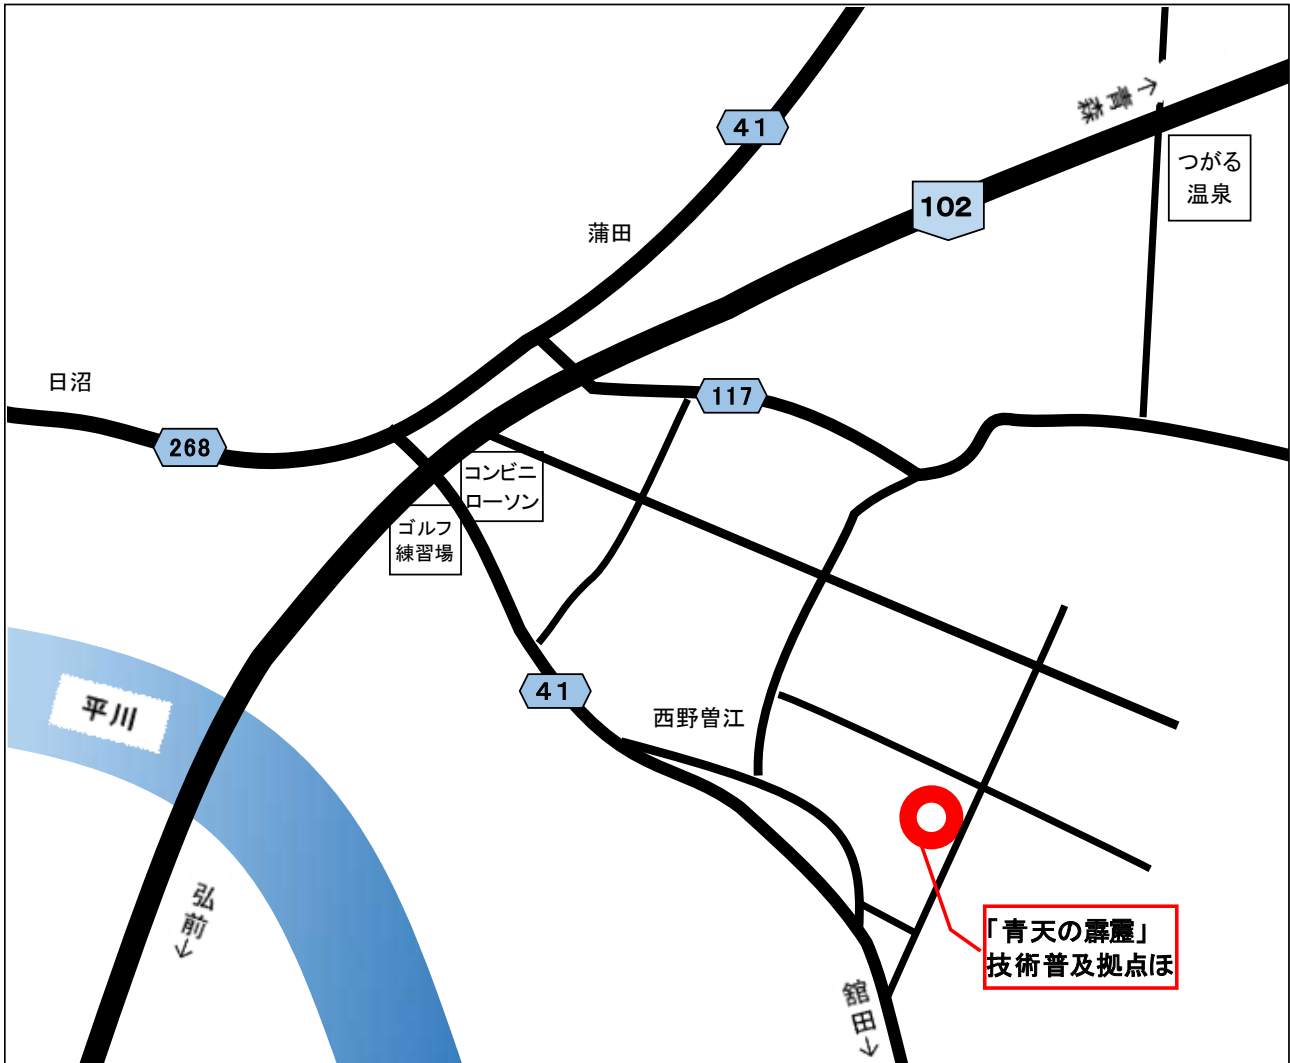 41
←青森
つがる
温泉
102
蒲田
日沼
117
268
コンビニ
ローソン
ゴルフ
練習場
41
平川
西野曽江
弘前→
「青天の霹靂」
技術普及拠点ほ
舘田→